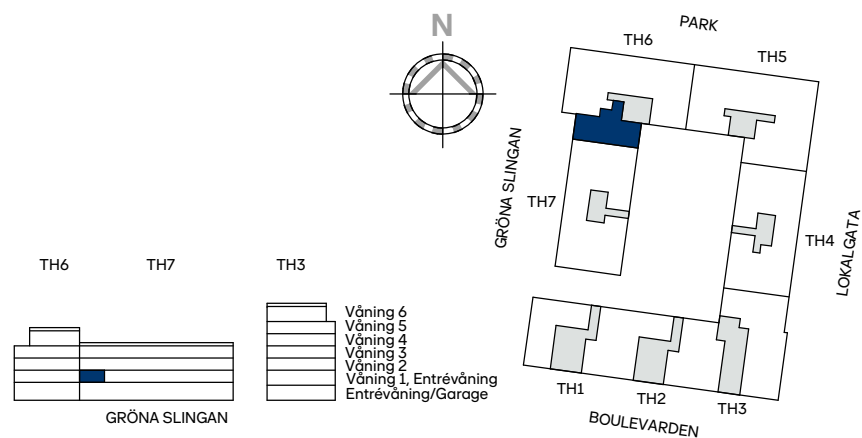 N
PARK
TH6
TH5
GRÖNA SLINGAN
TH7
TH4
LOKALGATA
TH6
TH7
TH3
Våning 6
Våning 5
Våning 4
Våning 3
Våning 2
Våning 1, Entrévåning
Entrévåning/Garage
GRÖNA SLINGAN
TH1
TH2
TH3
BOULEVARDEN